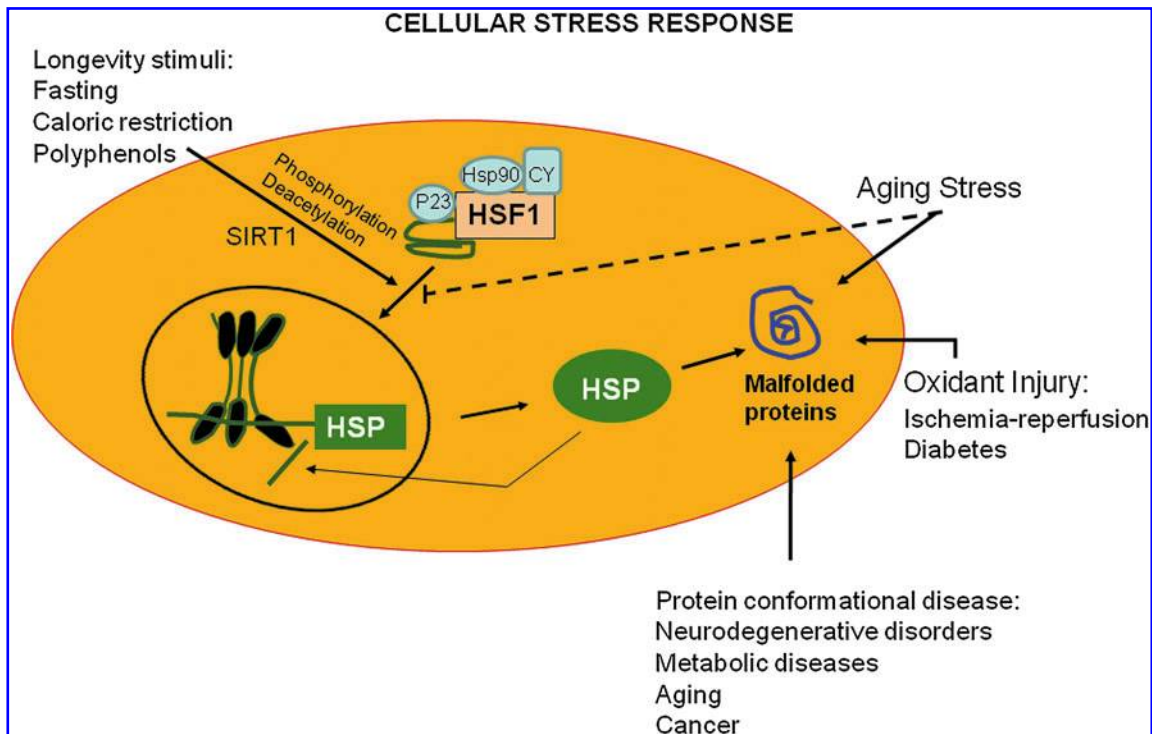 CELLULAR STRESS RESPONSE
Longevity stimuli:
Fasting
Caloric restriction
Polyphenols
Phosphorylation
Deacetylation
SIRT1
P23
Hsp90
CY
HSF1
Aging Stress
HSP
HSP
Malfolded
proteins
Oxidant Injury:
Ischemia-reperfusion
Diabetes
Protein conformational disease:
Neurodegenerative disorders
Metabolic diseases
Aging
Cancer